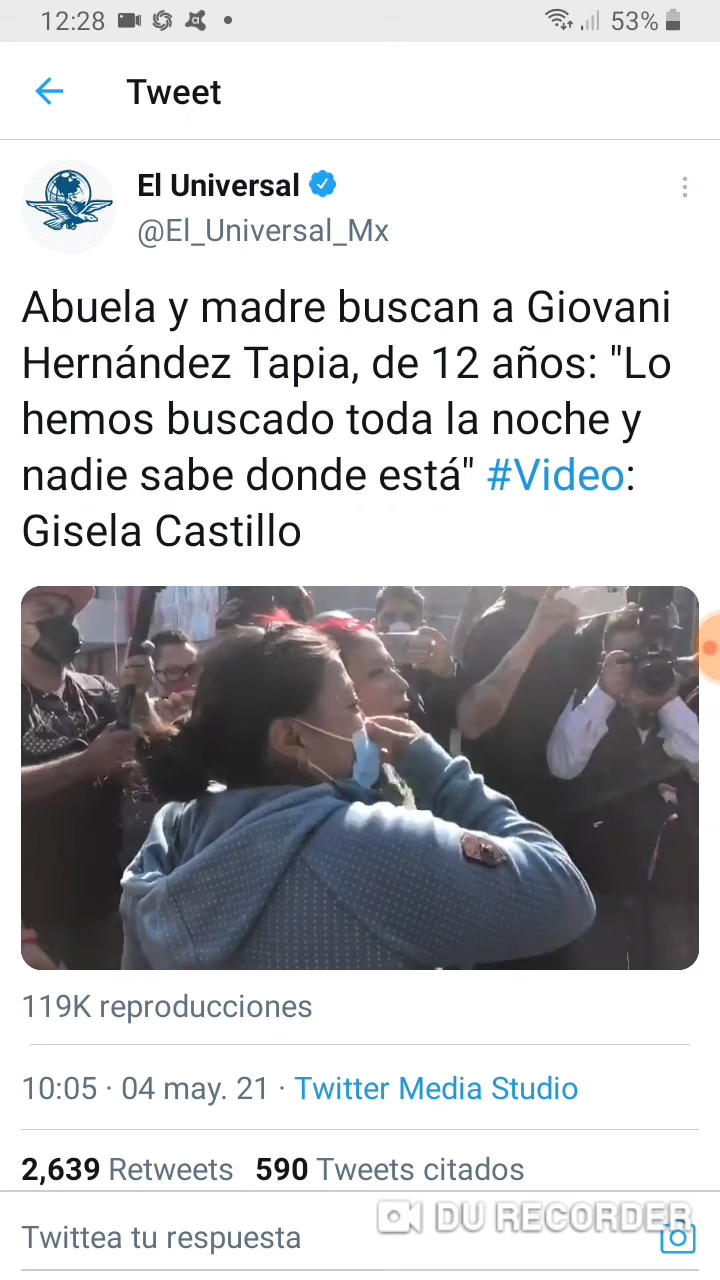 12:28
53%
Tweet
El Universal
@El_Universal_Mx
Abuela y madre buscan a Giovani
Hernández Tapia, de 12 años: "Lo
hemos buscado toda la noche y
nadie sabe donde está" #Video:
Gisela Castillo
119K reproducciones
10:05 · 04 may. 21 · Twitter Media Studio
2,639 Retweets 590 Tweets citados
DU RECORDER
Twittea tu respuesta